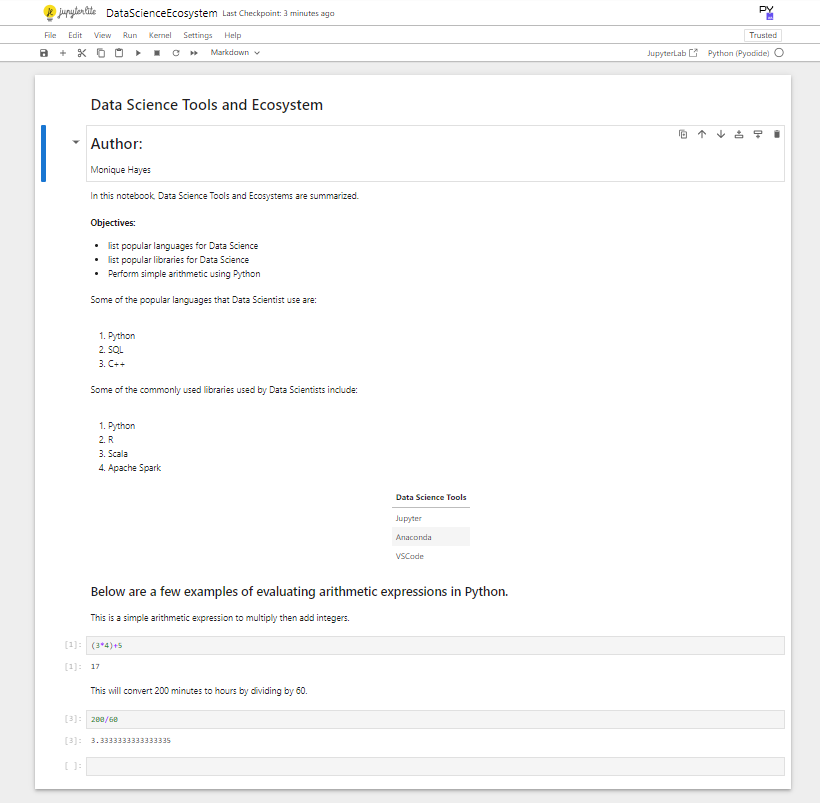 jupyterlite DataScienceEcosystem Last Checkpoint: 3 minutes ago
File Edit View Run Kernel Settings Help Trusted
Markdown JupyterLab Python (Pyodide)
Data Science Tools and Ecosystem
Author:
Monique Hayes
In this notebook, Data Science Tools and Ecosystems are summarized.
Objectives:
• list popular languages for Data Science
• list popular libraries for Data Science
• Perform simple arithmetic using Python
Some of the popular languages that Data Scientist use are:
1. Python
2. SQL
3. C++
Some of the commonly used libraries used by Data Scientists include:
1. Python
2. R
3. Scala
4. Apache Spark
Data Science Tools
Jupyter
Anaconda
VSCode
Below are a few examples of evaluating arithmetic expressions in Python.
This is a simple arithmetic expression to multiply then add integers.
[1]: (3*4)+5
[1]: 17
This will convert 200 minutes to hours by dividing by 60.
[3]: 200/60
[3]: 3.3333333333333335
[ ]: